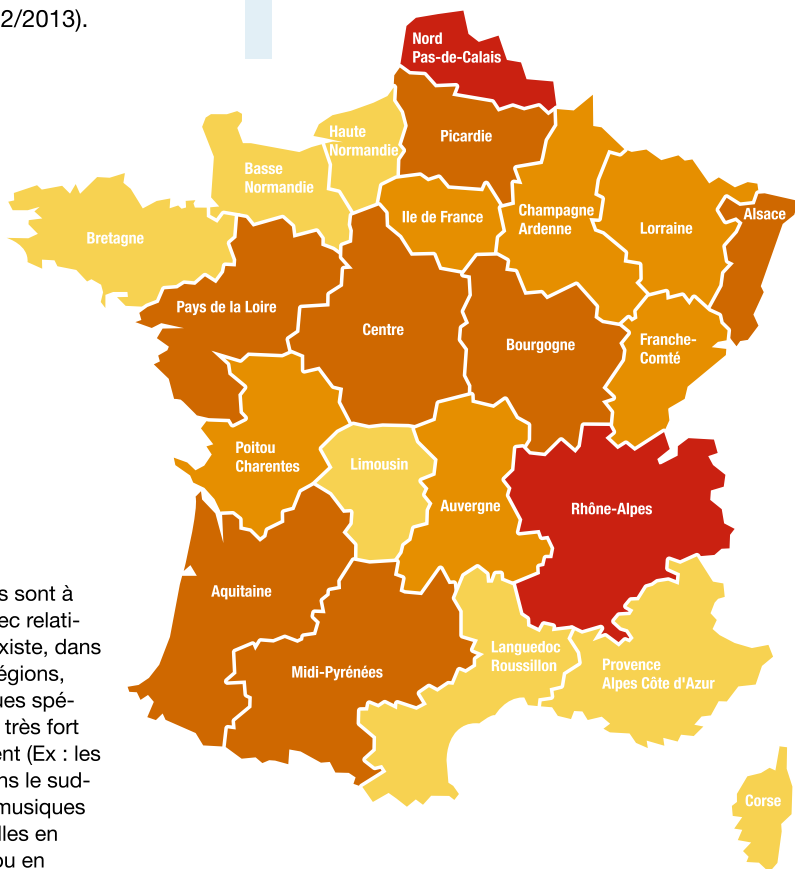 2/2013).
Nord
Pas-de-Calais
Picardie
Haute
Normandie
Basse
Normandie
Bretagne
Ile de France
Champagne
Ardenne
Lorraine
Alsace
Pays de la Loire
Centre
Bourgogne
Franche-
Comté
Poitou
Charentes
Limousin
Auvergne
Rhône-Alpes
Aquitaine
Midi-Pyrénées
Languedoc
Roussillon
Provence
Alpes Côte d'Azur
Corse
s sont à
ec relati-
xiste, dans
égions,
ues spé-
très fort
ent (Ex : les
ns le sud-
musiques
lles en
ou en